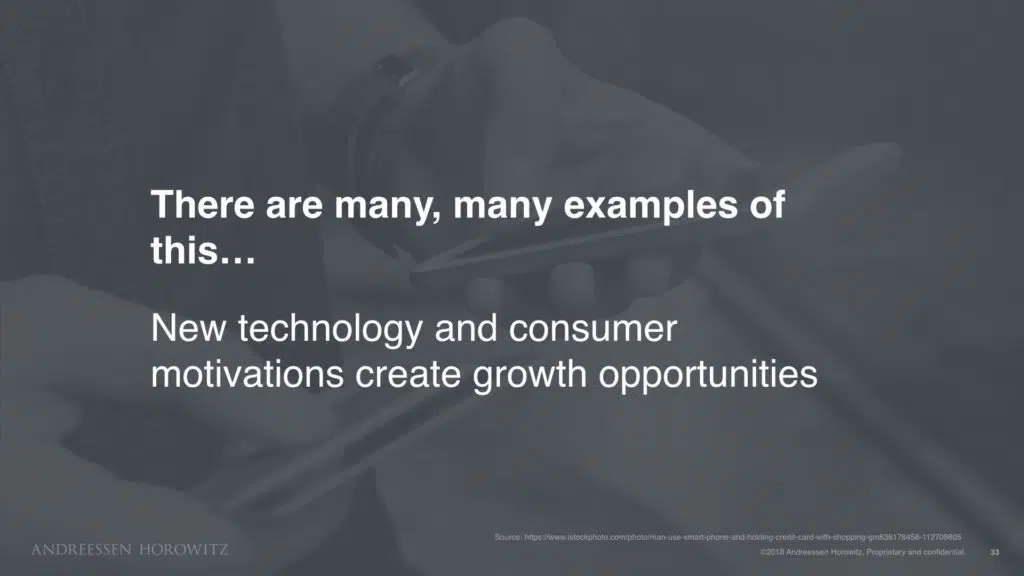 There are many, many examples of
this…
New technology and consumer
motivations create growth opportunities
Source: https://www.istockphoto.com/photo/man-use-smart-phone-and-holding-credit-card-with-shopping-gm636178458-112709805
ANDREESSEN HOROWITZ
©2018 Andreessen Horowitz. Proprietary and confidential.
33